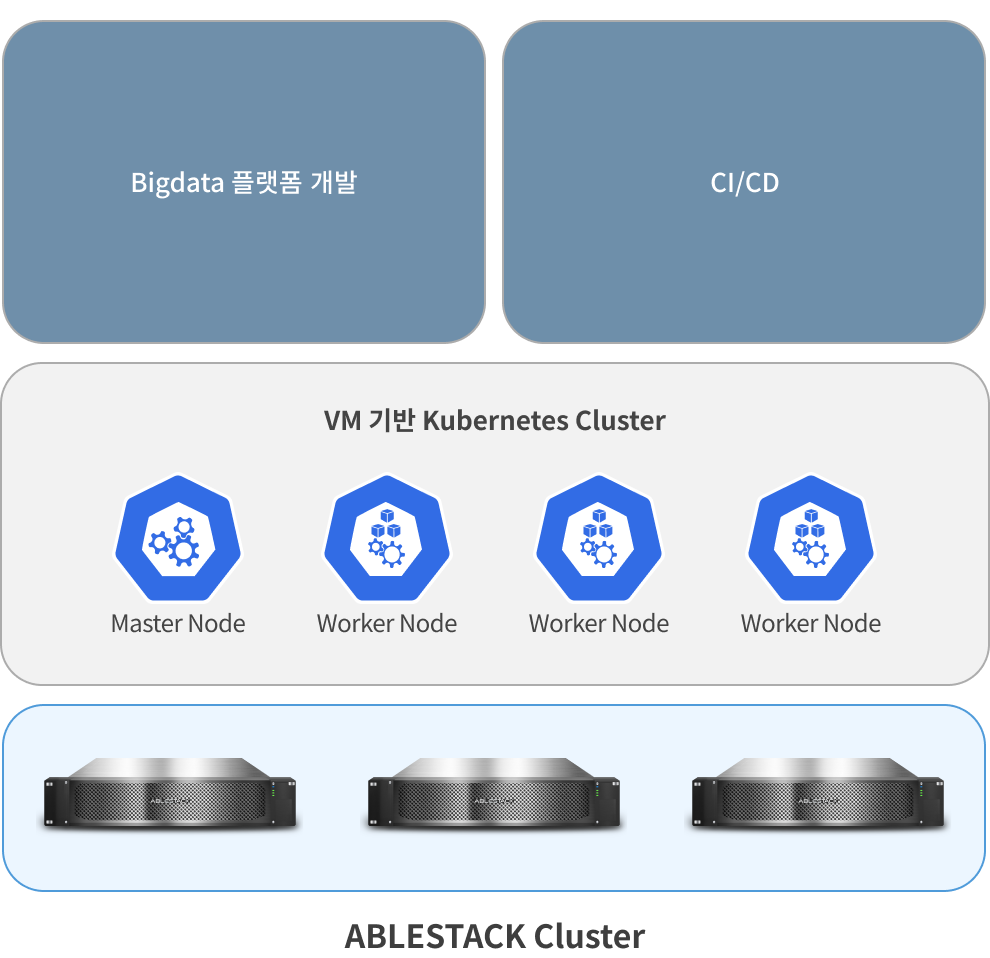 Bigdata 플랫폼 개발
CI/CD
VM 기반 Kubernetes Cluster
Master Node
Worker Node
Worker Node
Worker Node
ABLESTACK
ABLESTACK
ABLESTACK
ABLESTACK Cluster